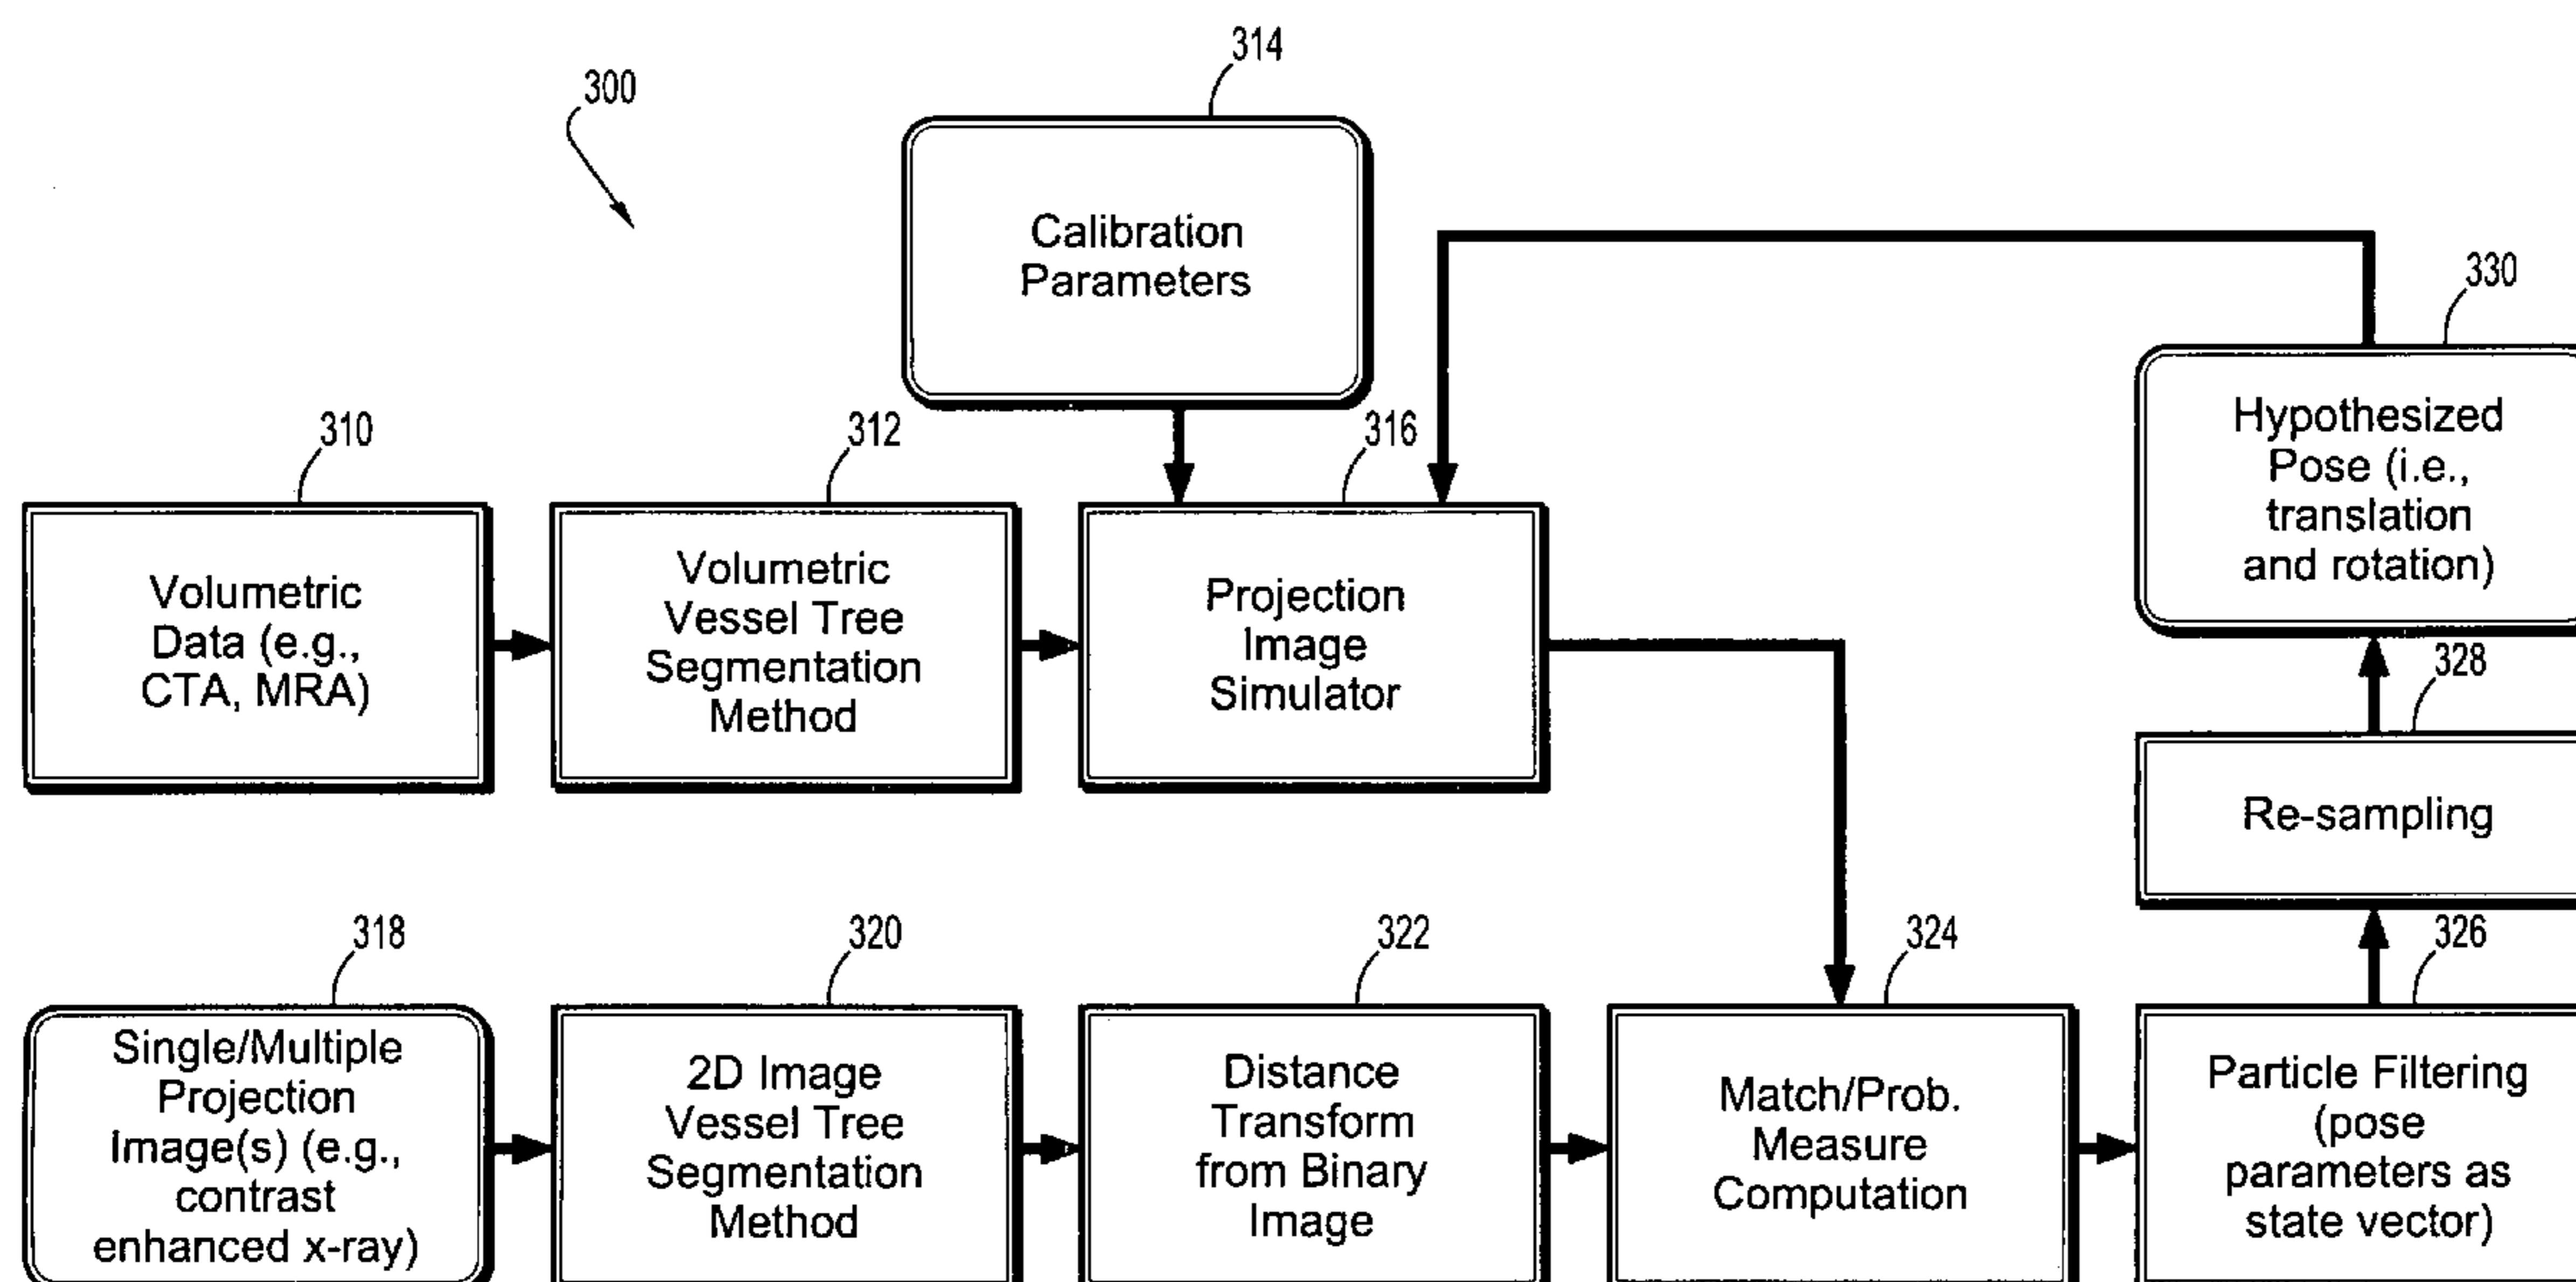 314
300
Calibration
Parameters
330
Hypothesized
Pose (i.e.,
translation
and rotation)
310
312
316
Volumetric
Data (e.g.,
CTA, MRA)
Volumetric
Vessel Tree
Segmentation
Method
Projection
Image
Simulator
328
Re-sampling
318
320
322
324
326
Single/Multiple
Projection
Image(s) (e.g.,
contrast
enhanced x-ray)
2D Image
Vessel Tree
Segmentation
Method
Distance
Transform
from Binary
Image
Match/Prob.
Measure
Computation
Particle Filtering
(pose
parameters as
state vector)